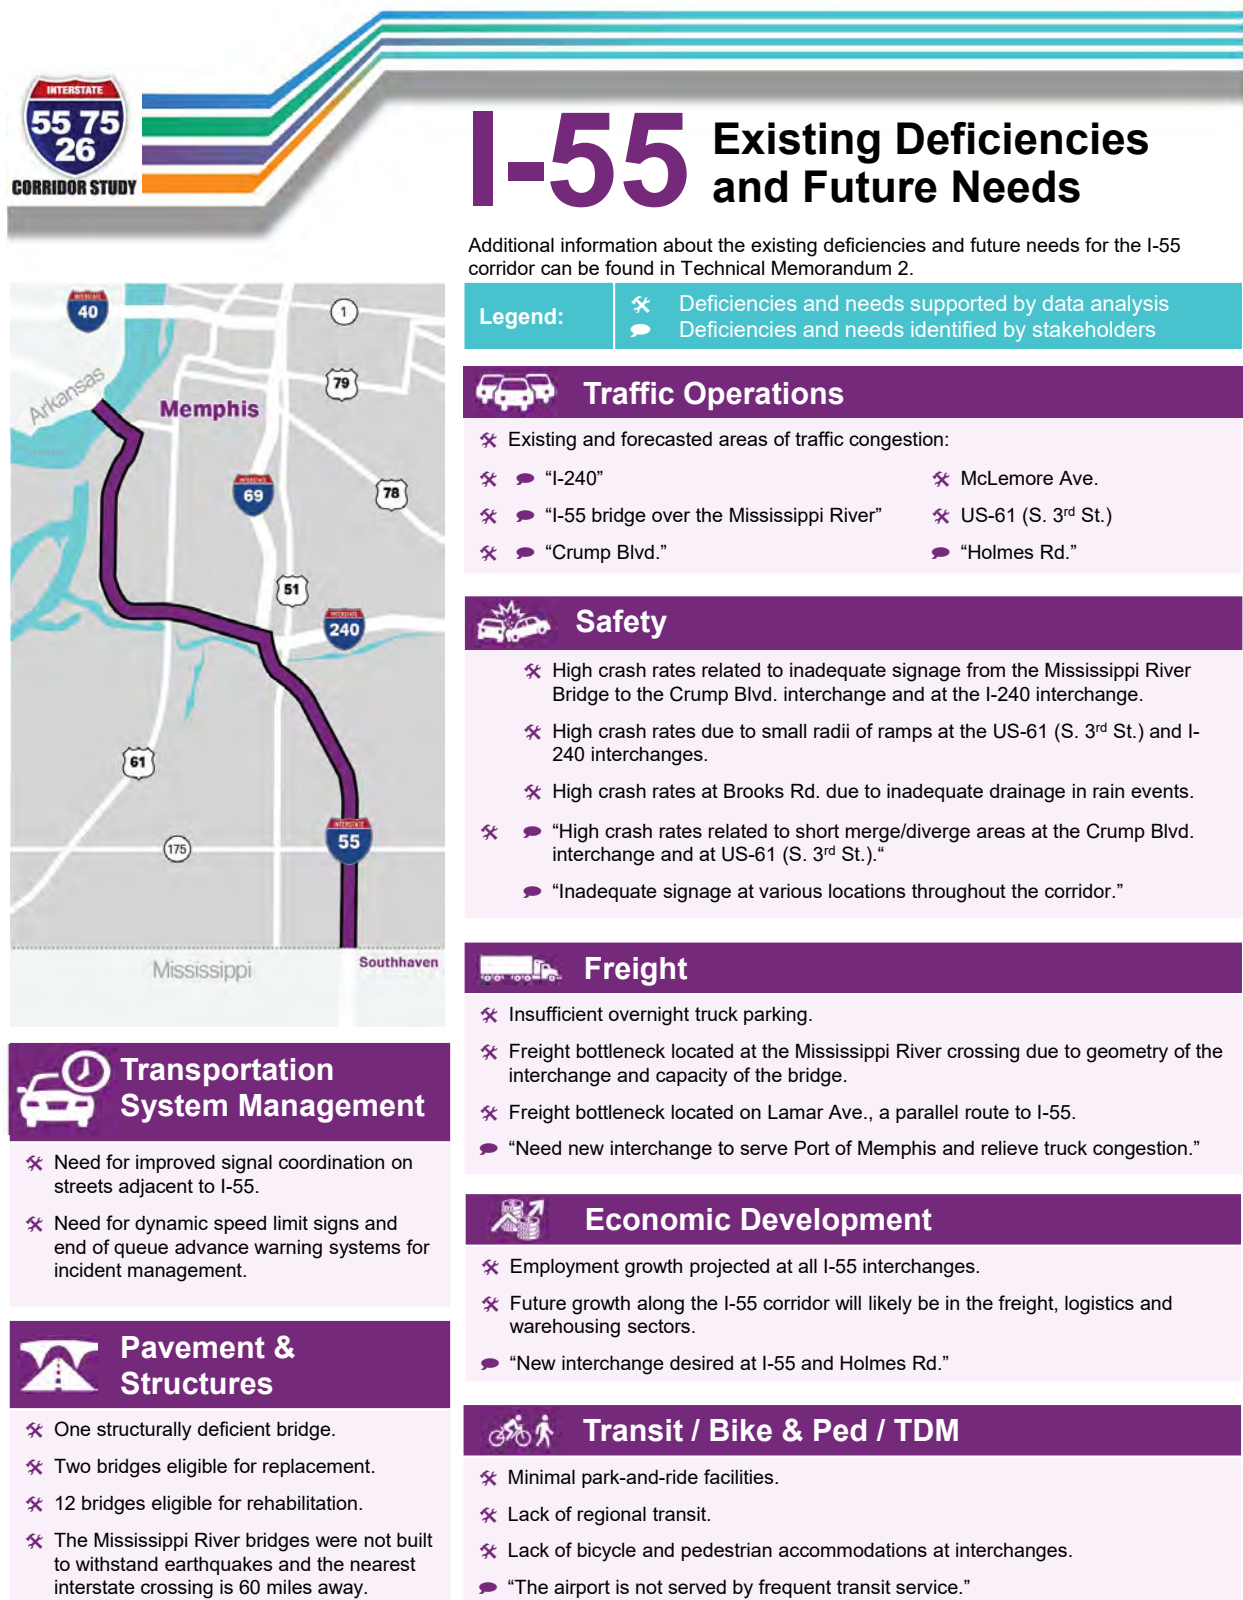 INTERSTATE
55 75
26
CORRIDOR STUDY
I-55 Existing Deficiencies
and Future Needs
Additional information about the existing deficiencies and future needs for the I-55
corridor can be found in Technical Memorandum 2.
Legend:
Deficiencies and needs supported by data analysis
Deficiencies and needs identified by stakeholders
INTERSTATE
40
1
79
Arkansas
Memphis
INTERSTATE
69
78
51
INTERSTATE
240
61
INTERSTATE
55
175
Mississippi
Southhaven
Transportation
System Management
Need for improved signal coordination on
streets adjacent to I-55.
Need for dynamic speed limit signs and
end of queue advance warning systems for
incident management.
Pavement &
Structures
One structurally deficient bridge.
Two bridges eligible for replacement.
12 bridges eligible for rehabilitation.
The Mississippi River bridges were not built
to withstand earthquakes and the nearest
interstate crossing is 60 miles away.
Traffic Operations
Existing and forecasted areas of traffic congestion:
“I-240”
“I-55 bridge over the Mississippi River”
“Crump Blvd.”
McLemore Ave.
US-61 (S. 3rd St.)
“Holmes Rd.”
Safety
High crash rates related to inadequate signage from the Mississippi River
Bridge to the Crump Blvd. interchange and at the I-240 interchange.
High crash rates due to small radii of ramps at the US-61 (S. 3rd St.) and I-
240 interchanges.
High crash rates at Brooks Rd. due to inadequate drainage in rain events.
“High crash rates related to short merge/diverge areas at the Crump Blvd.
interchange and at US-61 (S. 3rd St.).“
“Inadequate signage at various locations throughout the corridor.”
Freight
Insufficient overnight truck parking.
Freight bottleneck located at the Mississippi River crossing due to geometry of the
interchange and capacity of the bridge.
Freight bottleneck located on Lamar Ave., a parallel route to I-55.
“Need new interchange to serve Port of Memphis and relieve truck congestion.”
Economic Development
Employment growth projected at all I-55 interchanges.
Future growth along the I-55 corridor will likely be in the freight, logistics and
warehousing sectors.
“New interchange desired at I-55 and Holmes Rd.”
Transit / Bike & Ped / TDM
Minimal park-and-ride facilities.
Lack of regional transit.
Lack of bicycle and pedestrian accommodations at interchanges.
“The airport is not served by frequent transit service.”